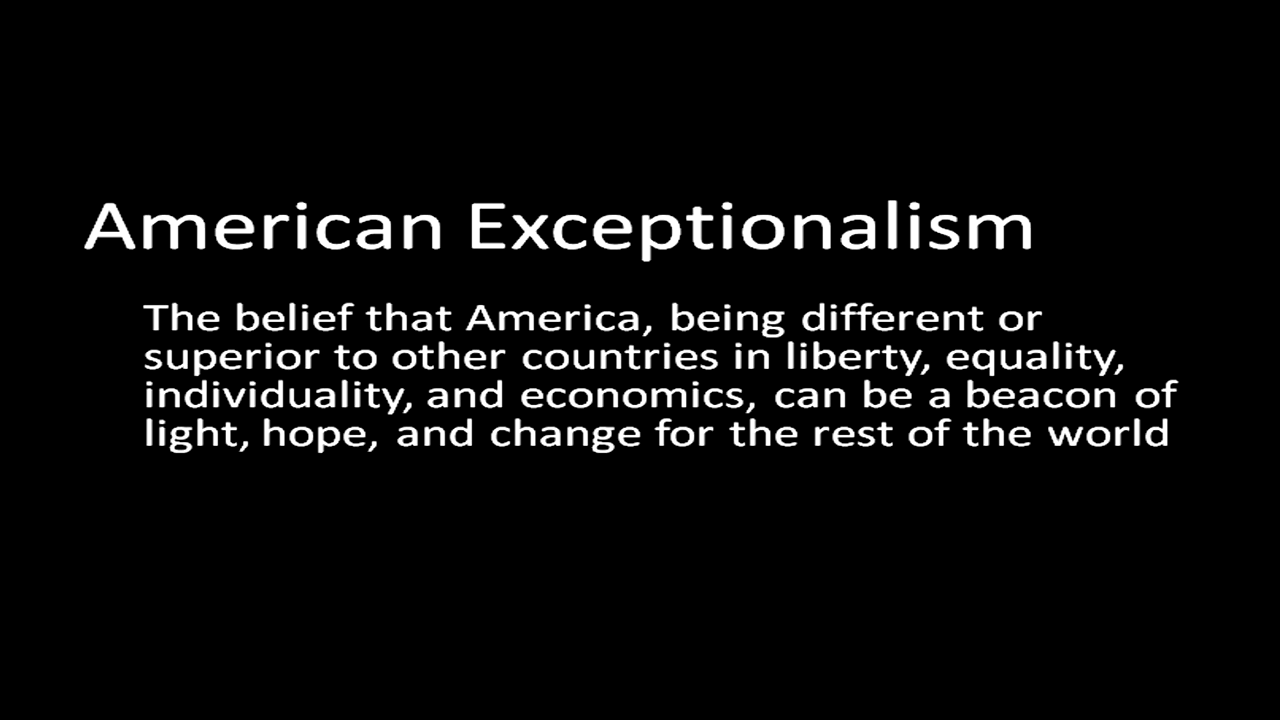 American Exceptionalism
The belief that America, being different or
superior to other countries in liberty, equality,
individuality, and economics, can be a beacon of
light, hope, and change for the rest of the world